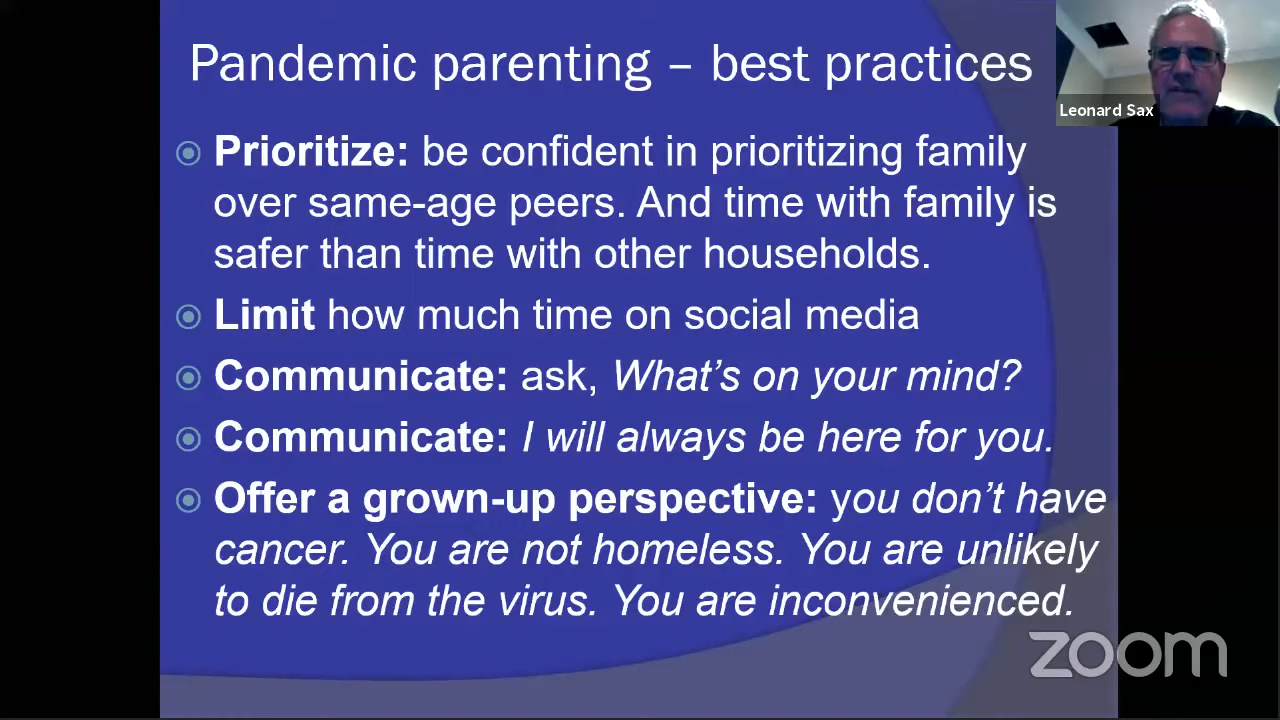 Pandemic parenting – best practices
Leonard Sax
Prioritize: be confident in prioritizing family
over same-age peers. And time with family is
safer than time with other households.
Limit how much time on social media
Communicate: ask, What's on your mind?
Communicate: I will always be here for you.
Offer a grown-up perspective: you don't have
cancer. You are not homeless. You are unlikely
to die from the virus. You are inconvenienced.
zoom